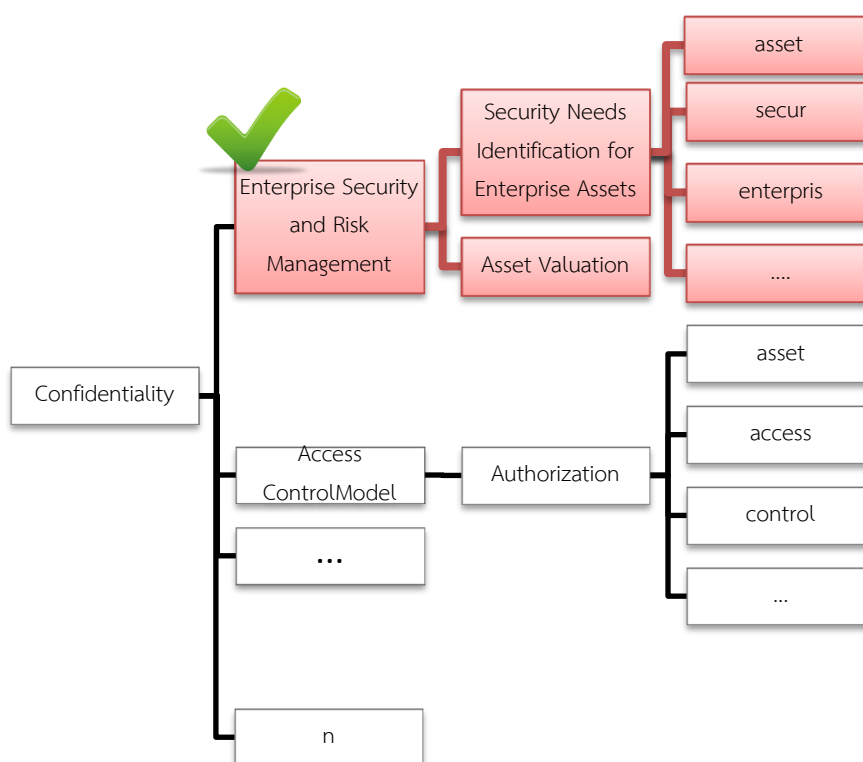 asset
Security Needs
Identification for
Enterprise Assets
secur
Enterprise Security
and Risk
Management
enterpris
Asset Valuation
....
asset
Confidentiality
access
Access
ControlModel
Authorization
control
...
...
n